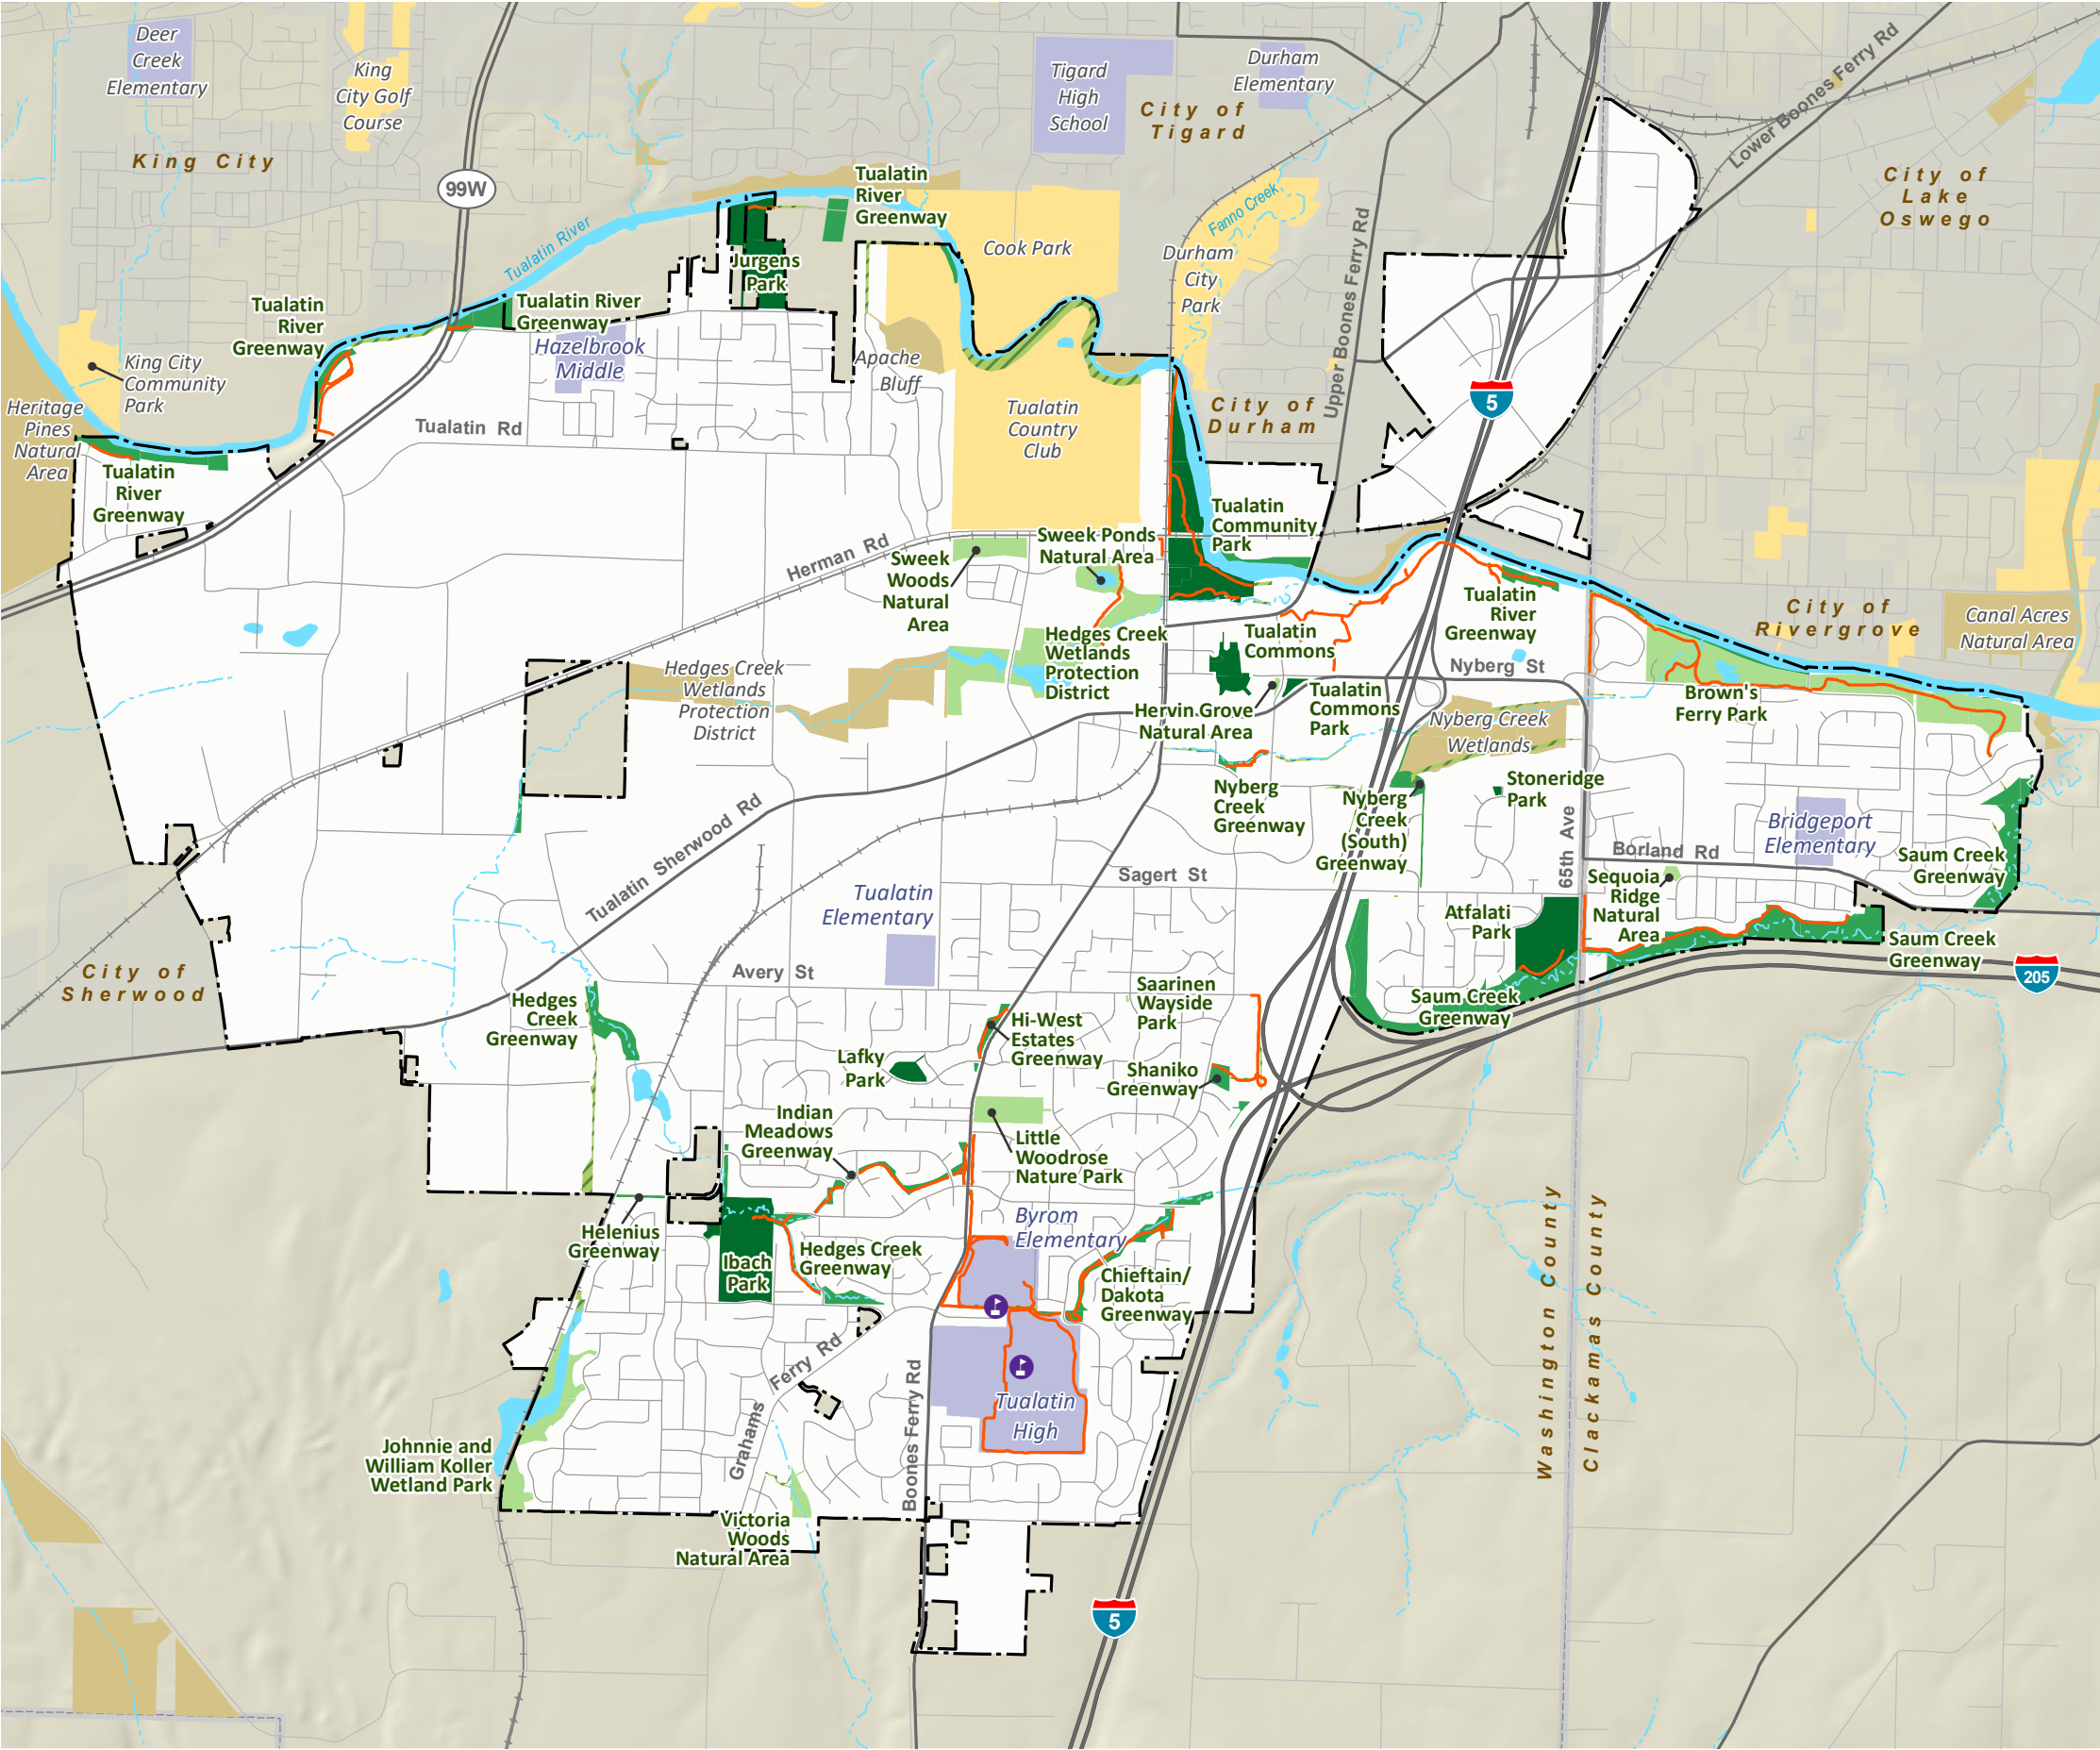 Deer
Creek
Elementary
King
City Golf
Course
King City
99W
Tigard
High
School
City of
Tigard
Durham
Elementary
Lower Boones Ferry Rd
City of
Lake
Oswego
Tualatin
River
Greenway
Tualatin River
Cook Park
Fanno Creek
Durham
City
Park
Upper Boones Ferry Rd
Jurgens
Park
Tualatin
River
Greenway
Tualatin River
Greenway
Hazelbrook
Middle
Apache
Bluff
King City
Community
Park
Heritage
Pines
Natural
Area
Tualatin Rd
Tualatin
Country
Club
City of
Durham
5
Tualatin
River
Greenway
Tualatin
Community
Park
Herman Rd
Sweek Ponds
Natural Area
Sweek
Woods
Natural
Area
Tualatin
River
Greenway
City of
Rivergrove
Canal Acres
Natural Area
Hedges Creek
Wetlands
Protection
District
Tualatin
Commons
Nyberg St
Hedges Creek
Wetlands
Protection
District
Hervin Grove
Natural Area
Tualatin
Commons
Park
Nyberg Creek
Wetlands
Brown's
Ferry Park
Nyberg
Creek
Greenway
Nyberg
Creek
(South)
Greenway
Stoneridge
Park
65th Ave
Bridgeport
Elementary
Borland Rd
Saum Creek
Greenway
Tualatin Sherwood Rd
Tualatin
Elementary
Sagert St
Sequoia
Ridge
Natural
Area
Atfalati
Park
Saum Creek
Greenway
205
City of
Sherwood
Avery St
Hedges
Creek
Greenway
Saarinen
Wayside
Park
Saum Creek
Greenway
Hi-West
Estates
Greenway
Lafky
Park
Shaniko
Greenway
Indian
Meadows
Greenway
Little
Woodrose
Nature Park
Byrom
Elementary
Helenius
Greenway
Ibach
Park
Hedges Creek
Greenway
Chieftain/
Dakota
Greenway
Washington County
Clackamas County
Grahams Ferry Rd
Boones Ferry Rd
Tualatin
High
Johnnie and
William Koller
Wetland Park
Victoria
Woods
Natural Area
5